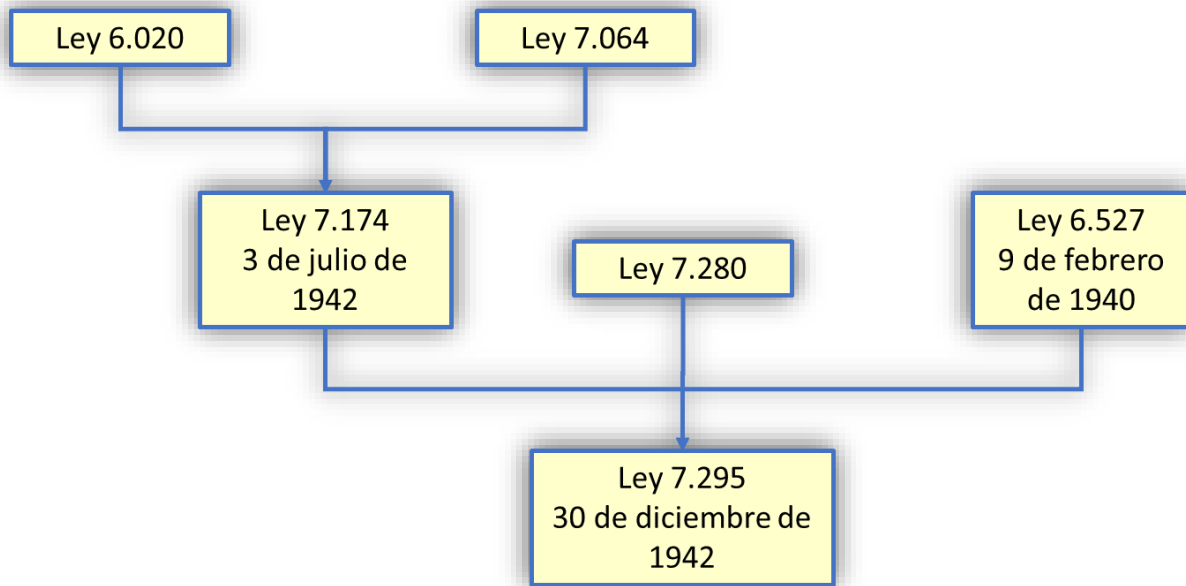 Ley 6.020
Ley 7.064
Ley 7.174
3 de julio de
1942
Ley 7.280
Ley 6.527
9 de febrero
de 1940
Ley 7.295
30 de diciembre de
1942